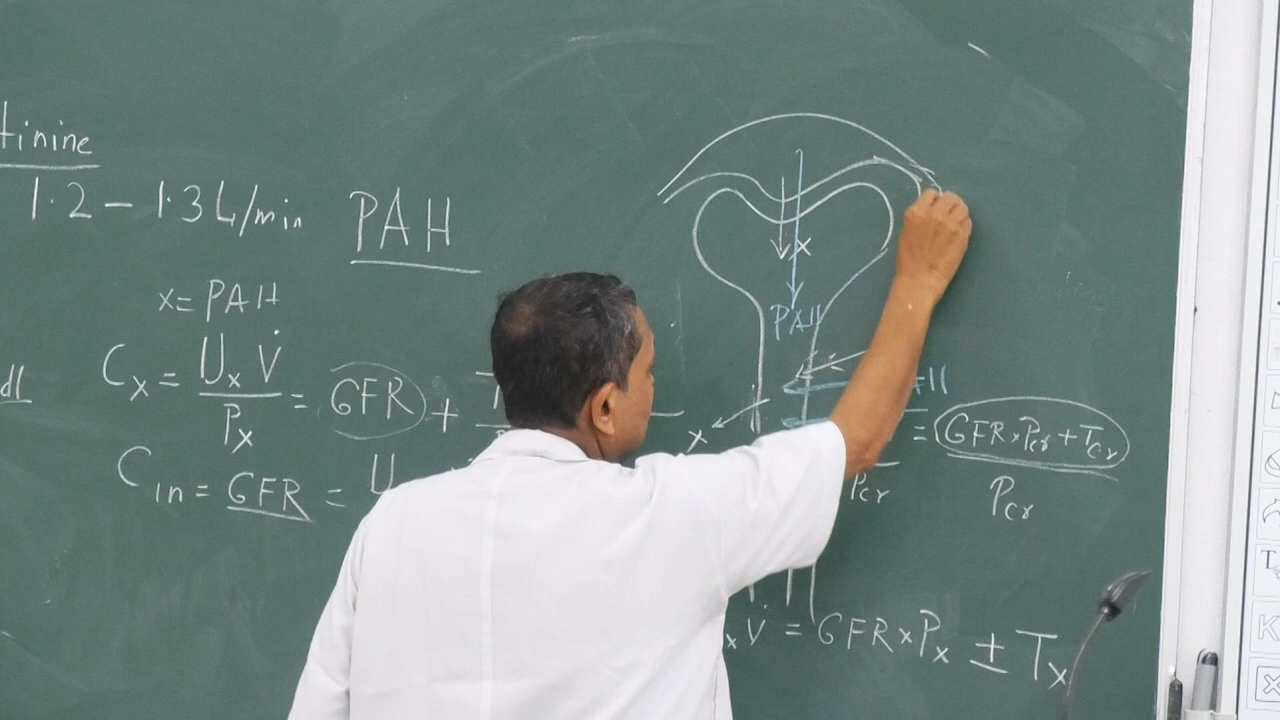 tinine
1.2 - 1.3 L/min
PAH
x = PAH
dl
Cx = Ux V̇ / Px = GFR +
Cin = GFR = U
x
PAH
x
= GFR×Pcr + Tcr / Pcr
Pcr
x V̇ = GFR × Px ± Tx
T
K